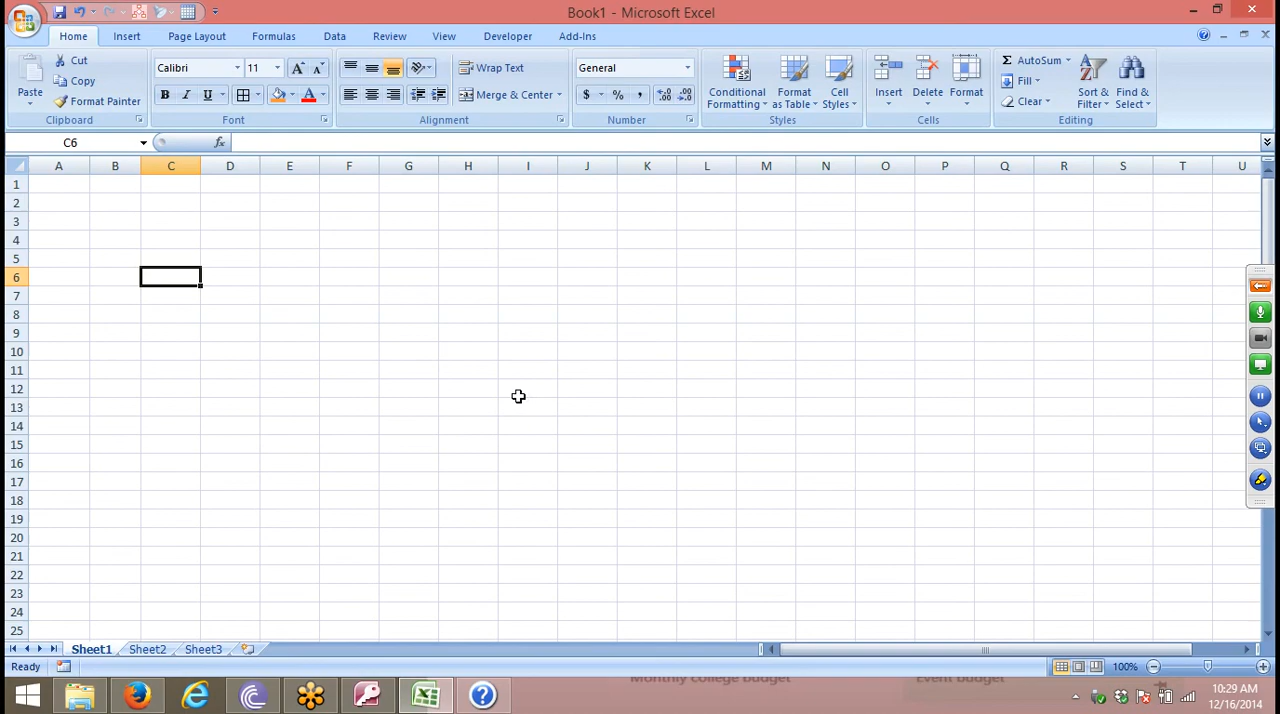 Book1 - Microsoft Excel
Home Insert Page Layout Formulas Data Review View Developer Add-Ins
Cut Calibri 11 A A Wrap Text General AutoSum
Copy Fill
Paste Format Painter B I U A Merge & Center $ % , Conditional Formatting Format as Table Cell Styles Insert Delete Format Clear Sort & Filter Find & Select
Clipboard Font Alignment Number Styles Cells Editing
C6 fx
A B C D E F G H I J K L M N O P Q R S T U
1
2
3
4
5
6
7
8
9
10
11
12
13
14
15
16
17
18
19
20
21
22
23
24
25
Sheet1 Sheet2 Sheet3
Ready 100%
Monthly college budget Event budget
10:29 AM
12/16/2014